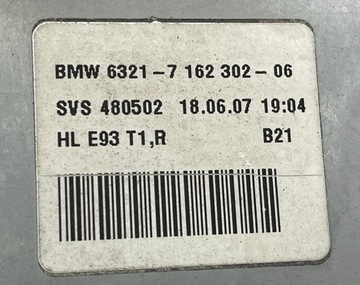 BMW 6321-7 162 302-06
SVS 480502 18.06.07 19:04
HL E93 T1,R B21